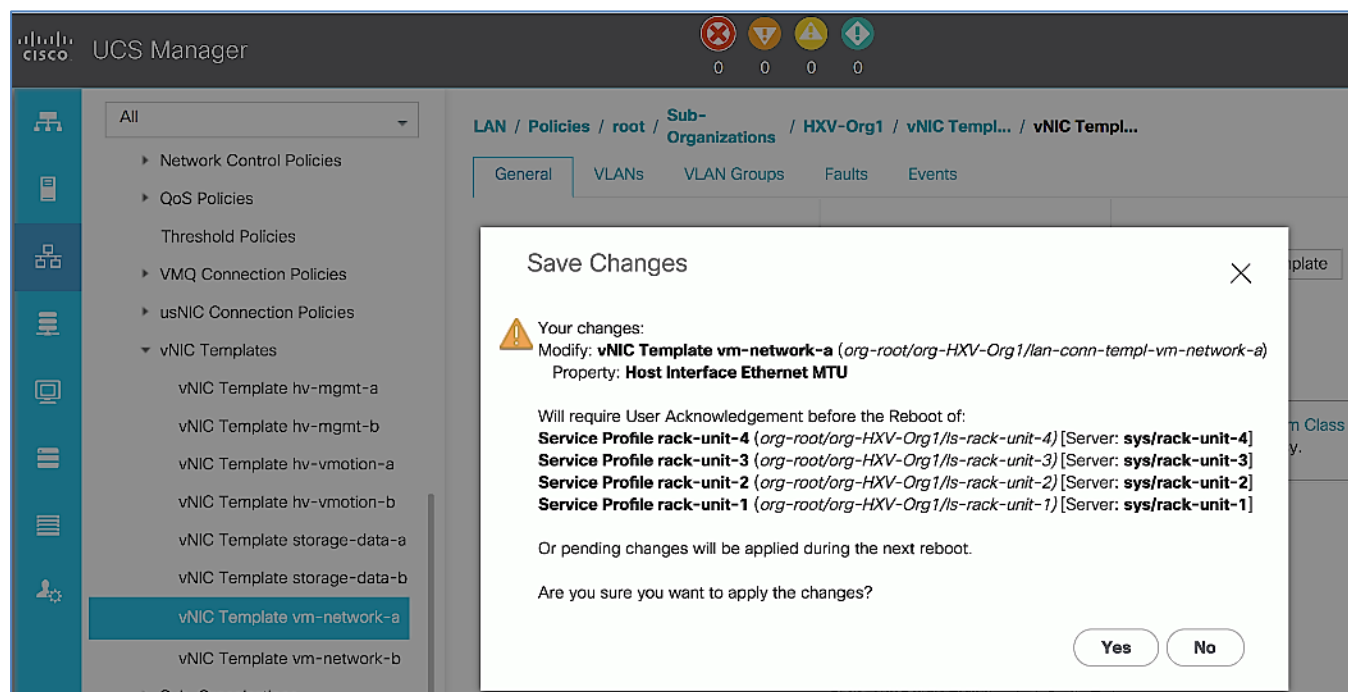 cisco UCS Manager
0 0 0 0
All
Network Control Policies
QoS Policies
Threshold Policies
VMQ Connection Policies
usNIC Connection Policies
vNIC Templates
vNIC Template hv-mgmt-a
vNIC Template hv-mgmt-b
vNIC Template hv-vmotion-a
vNIC Template hv-vmotion-b
vNIC Template storage-data-a
vNIC Template storage-data-b
vNIC Template vm-network-a
vNIC Template vm-network-b
LAN / Policies / root / Sub-Organizations / HXV-Org1 / vNIC Templ... / vNIC Templ...
General VLANs VLAN Groups Faults Events
plate
m Class
y.
Save Changes
Your changes:
Modify: vNIC Template vm-network-a (org-root/org-HXV-Org1/lan-conn-templ-vm-network-a)
Property: Host Interface Ethernet MTU
Will require User Acknowledgement before the Reboot of:
Service Profile rack-unit-4 (org-root/org-HXV-Org1/ls-rack-unit-4) [Server: sys/rack-unit-4]
Service Profile rack-unit-3 (org-root/org-HXV-Org1/ls-rack-unit-3) [Server: sys/rack-unit-3]
Service Profile rack-unit-2 (org-root/org-HXV-Org1/ls-rack-unit-2) [Server: sys/rack-unit-2]
Service Profile rack-unit-1 (org-root/org-HXV-Org1/ls-rack-unit-1) [Server: sys/rack-unit-1]
Or pending changes will be applied during the next reboot.
Are you sure you want to apply the changes?
Yes No